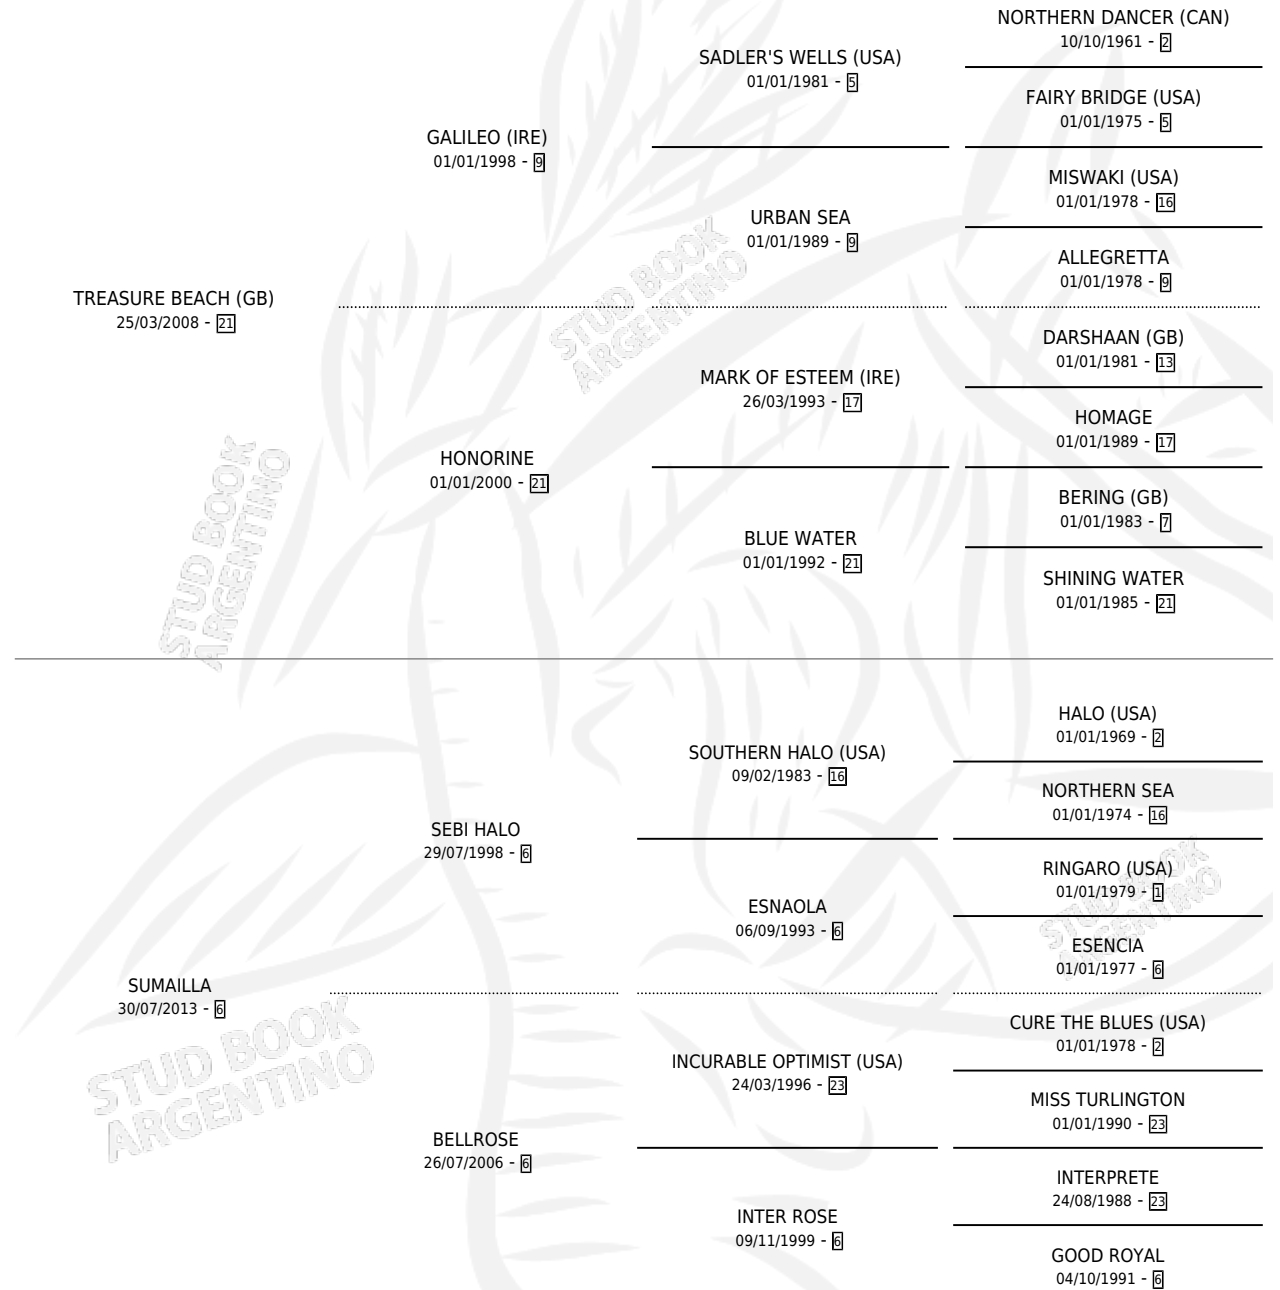 NORTHERN DANCER (CAN)
10/10/1961 - 2
SADLER'S WELLS (USA)
01/01/1981 - 5
FAIRY BRIDGE (USA)
01/01/1975 - 5
GALILEO (IRE)
01/01/1998 - 9
MISWAKI (USA)
01/01/1978 - 16
URBAN SEA
01/01/1989 - 9
ALLEGRETTA
01/01/1978 - 9
TREASURE BEACH (GB)
25/03/2008 - 21
DARSHAAN (GB)
01/01/1981 - 13
MARK OF ESTEEM (IRE)
26/03/1993 - 17
HOMAGE
01/01/1989 - 17
HONORINE
01/01/2000 - 21
BERING (GB)
01/01/1983 - 7
BLUE WATER
01/01/1992 - 21
SHINING WATER
01/01/1985 - 21
HALO (USA)
01/01/1969 - 2
SOUTHERN HALO (USA)
09/02/1983 - 16
NORTHERN SEA
01/01/1974 - 16
SEBI HALO
29/07/1998 - 6
RINGARO (USA)
01/01/1979 - 1
ESNAOLA
06/09/1993 - 6
ESENCIA
01/01/1977 - 6
SUMAILLA
30/07/2013 - 6
CURE THE BLUES (USA)
01/01/1978 - 2
INCURABLE OPTIMIST (USA)
24/03/1996 - 23
MISS TURLINGTON
01/01/1990 - 23
BELLROSE
26/07/2006 - 6
INTERPRETE
24/08/1988 - 23
INTER ROSE
09/11/1999 - 6
GOOD ROYAL
04/10/1991 - 6
STUD BOOK
ARGENTINO
STUD BOOK
ARGENTINO
STUD BOOK
ARGENTINO
STUD BOOK
ARGENTINO